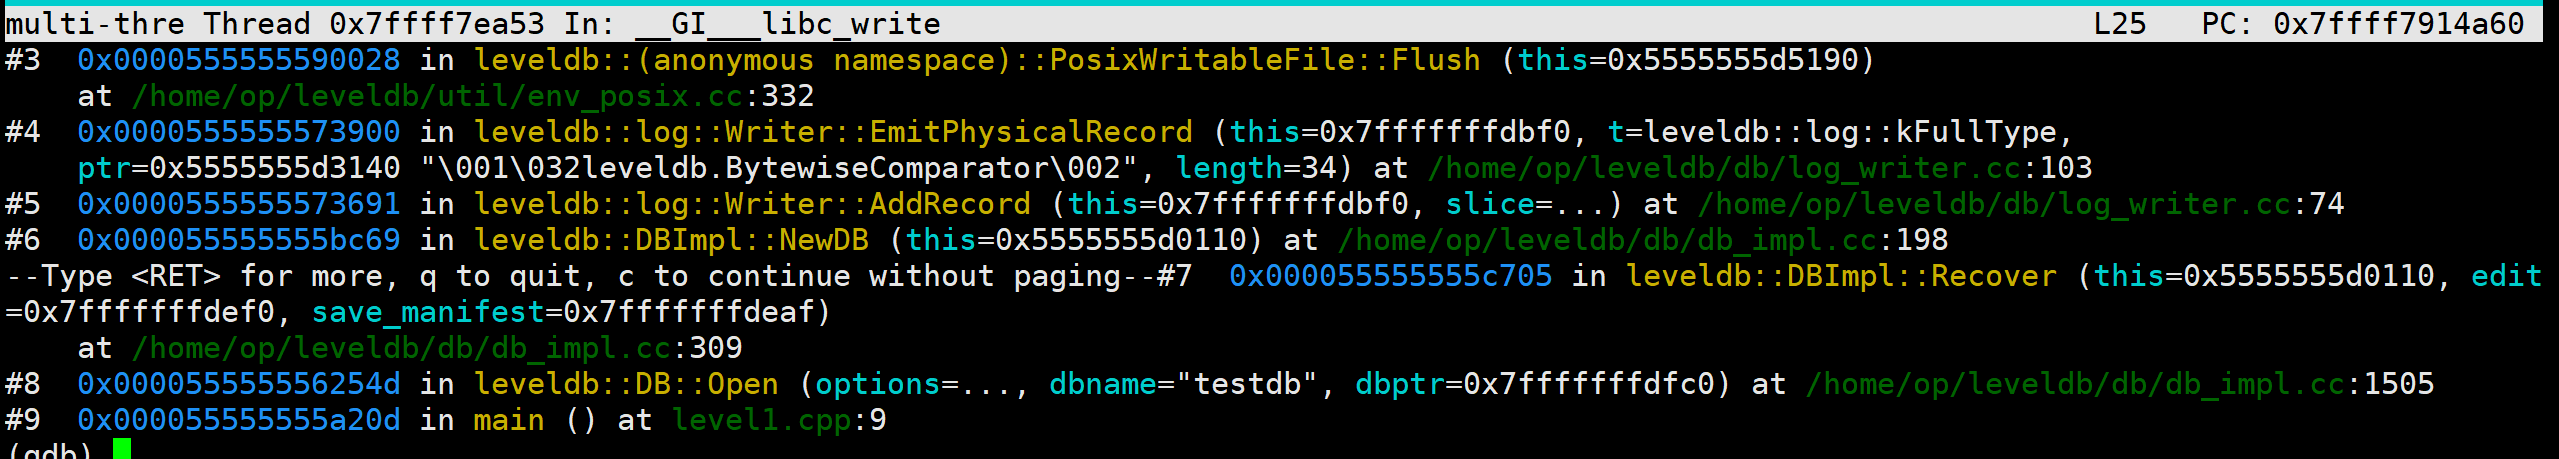 multi-thre Thread 0x7ffff7ea53 In: __GI___libc_write L25 PC: 0x7ffff7914a60
#3 0x0000555555590028 in leveldb::(anonymous namespace)::PosixWritableFile::Flush (this=0x5555555d5190)
at /home/op/leveldb/util/env_posix.cc:332
#4 0x0000555555573900 in leveldb::log::Writer::EmitPhysicalRecord (this=0x7fffffffdbf0, t=leveldb::log::kFullType,
ptr=0x5555555d3140 "\001\032leveldb.BytewiseComparator\002", length=34) at /home/op/leveldb/db/log_writer.cc:103
#5 0x0000555555573691 in leveldb::log::Writer::AddRecord (this=0x7fffffffdbf0, slice=...) at /home/op/leveldb/db/log_writer.cc:74
#6 0x000055555555bc69 in leveldb::DBImpl::NewDB (this=0x5555555d0110) at /home/op/leveldb/db/db_impl.cc:198
--Type <RET> for more, q to quit, c to continue without paging--#7 0x000055555555c705 in leveldb::DBImpl::Recover (this=0x5555555d0110, edit
=0x7fffffffdef0, save_manifest=0x7fffffffdeaf)
at /home/op/leveldb/db/db_impl.cc:309
#8 0x000055555556254d in leveldb::DB::Open (options=..., dbname="testdb", dbptr=0x7fffffffdfc0) at /home/op/leveldb/db/db_impl.cc:1505
#9 0x000055555555a20d in main () at level1.cpp:9
(gdb)